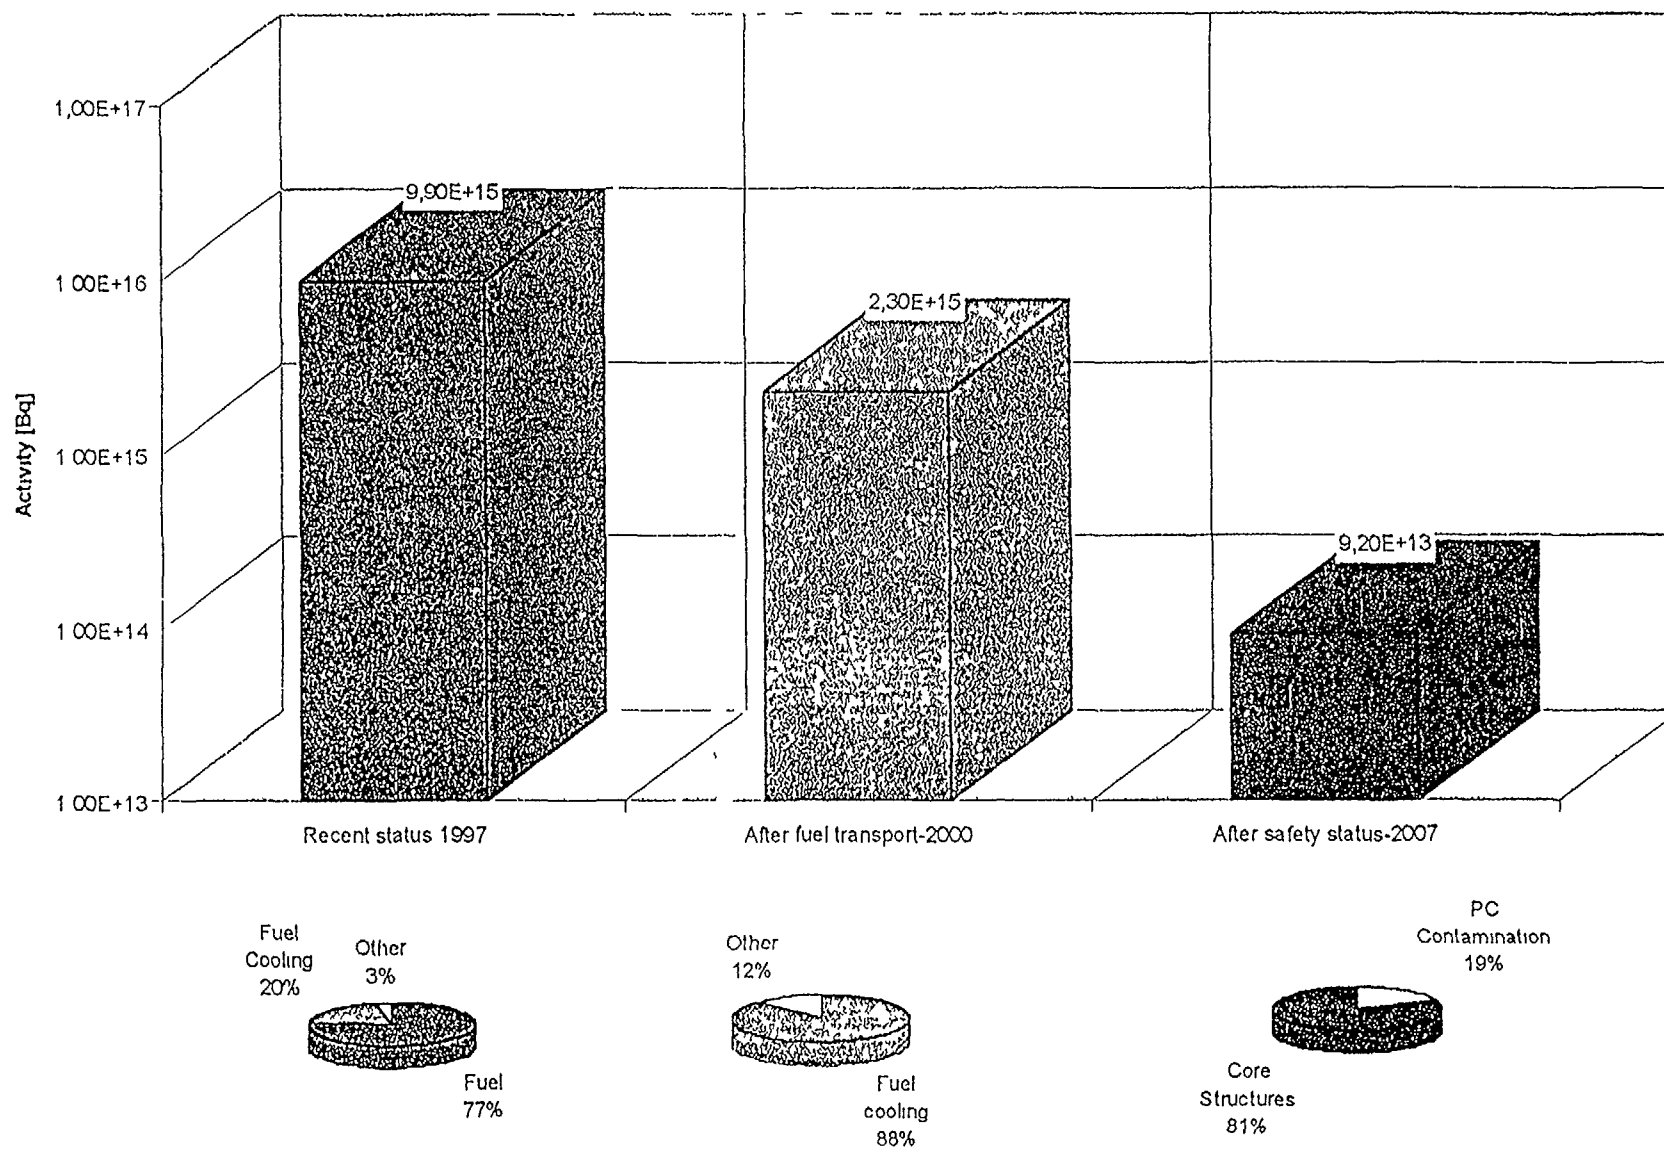 1,00E+17
9,90E+15
1 00E+16
2,30E+15
1 00E+15
Activity [Bq]
9,20E+13
1 00E+14
1 00E+13
Recent status 1997
After fuel transport-2000
After safety status-2007
Fuel
Cooling
20%
Other
3%
Fuel
77%
Other
12%
Fuel
cooling
88%
PC
Contamination
19%
Core
Structures
81%